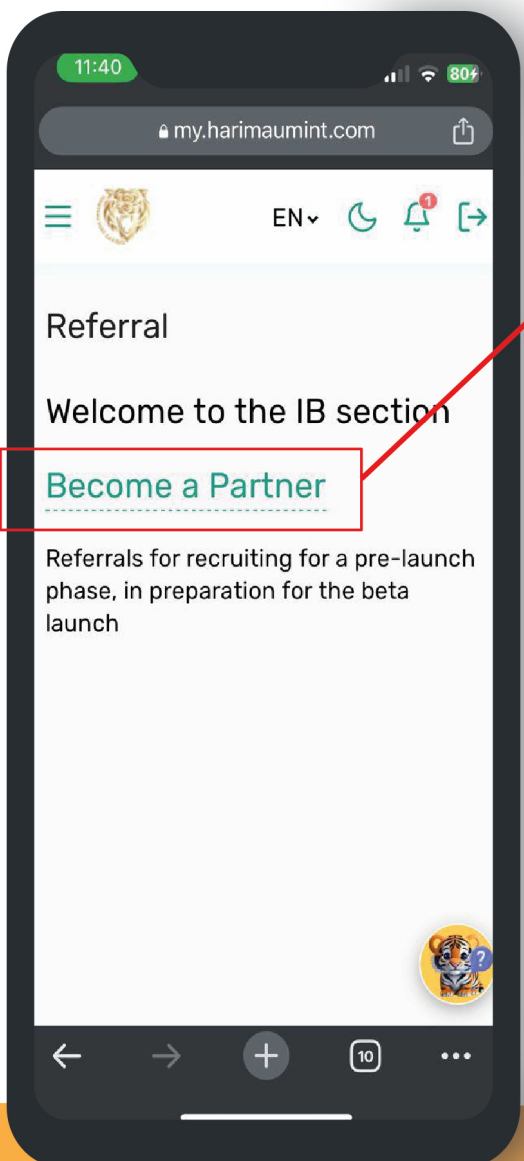 11:40
80
my.harimaumint.com
EN
1
Referral
Welcome to the IB section
Become a Partner
Referrals for recruiting for a pre-launch
phase, in preparation for the beta
launch
?
10